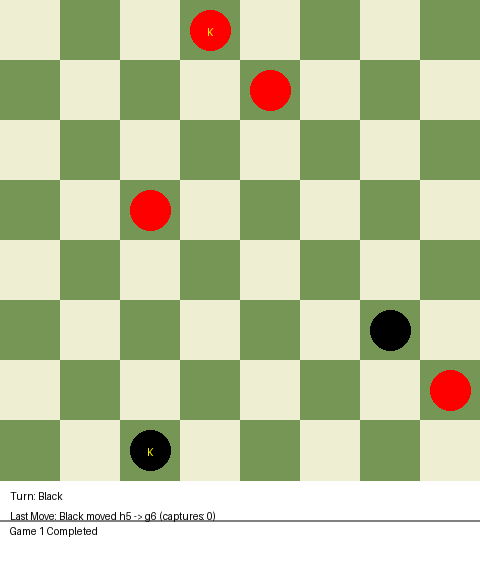 K
K
Turn: Black
Last Move: Black moved h5 -> g6 (captures: 0)
Game 1 Completed